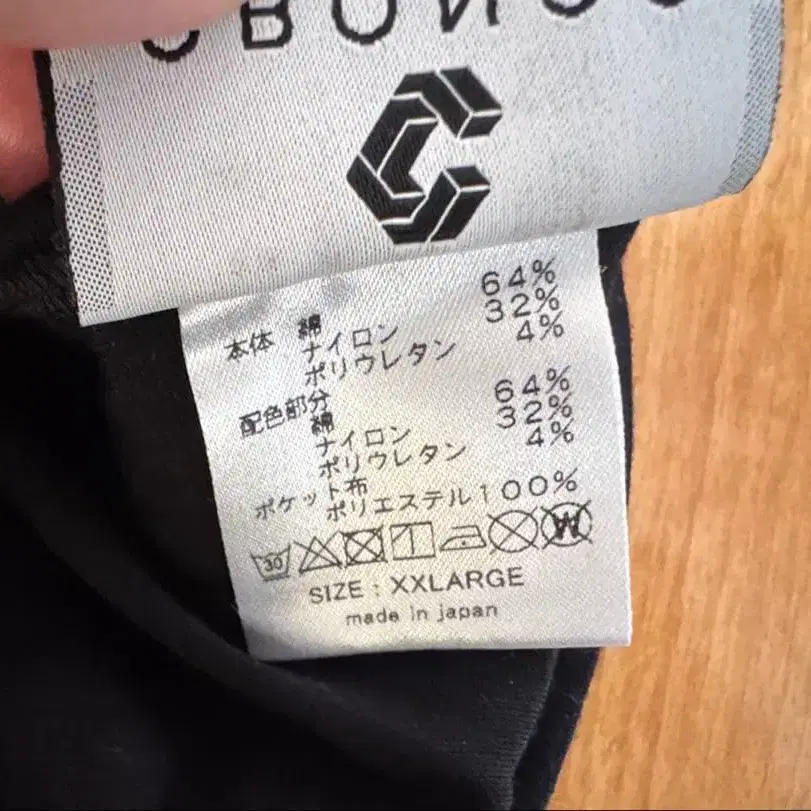 本体 綿 64%
ナイロン 32%
ポリウレタン 4%
配色部分
綿 64%
ナイロン 32%
ポリウレタン 4%
ポケット布
ポリエステル100%
30
SIZE : XXLARGE
made in japan